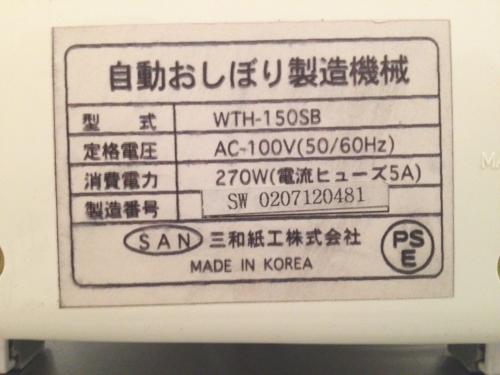 自動おしぼり製造機械
型 式 WTH-150SB
定格電圧 AC-100V(50/60Hz)
消費電力 270W(電流ヒューズ5A)
製造番号 SW 0207120481
SAN 三和紙工株式会社
MADE IN KOREA
PS
E